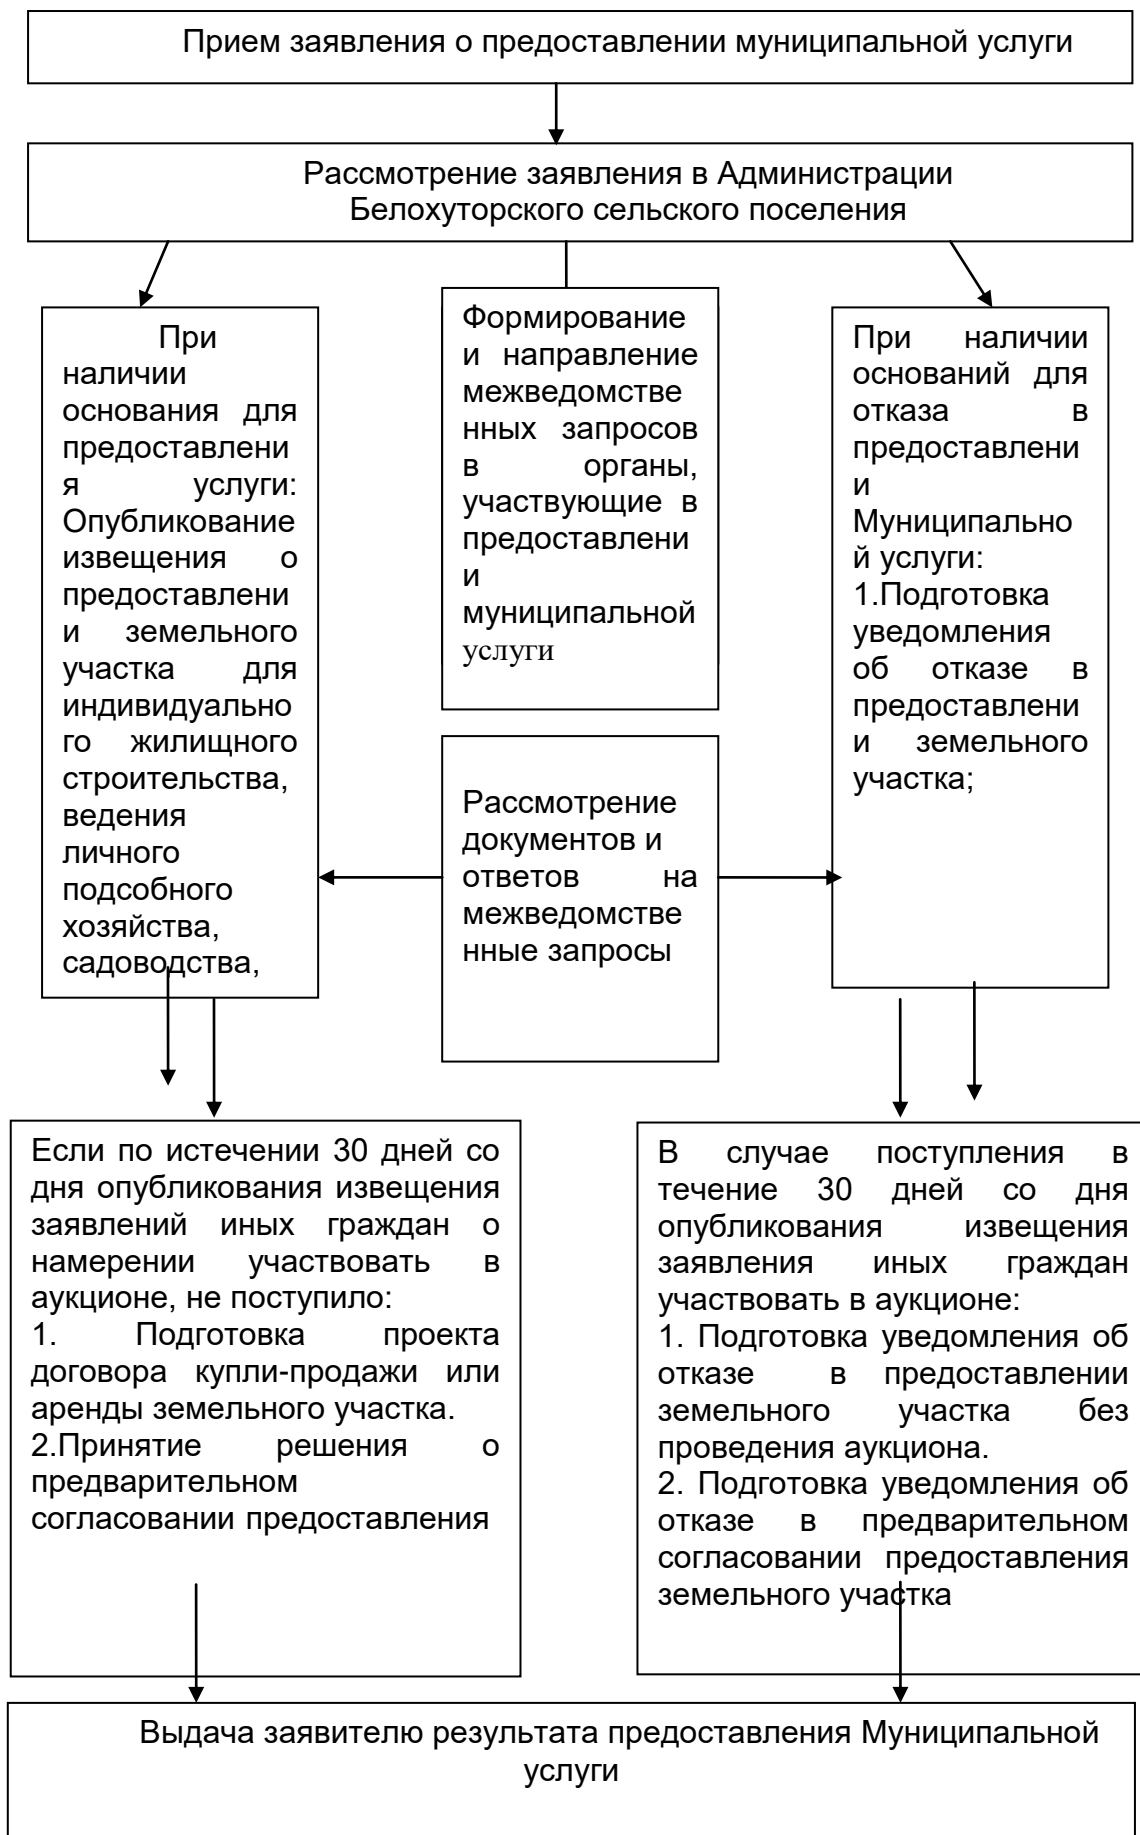 Прием заявления о предоставлении муниципальной услуги
Рассмотрение заявления в Администрации
Белохуторского сельского поселения
При
наличии
основания для
предоставлени
я услуги:
Опубликование
извещения о
предоставлени
и земельного
участка для
индивидуально
го жилищного
строительства,
ведения
личного
подсобного
хозяйства,
садоводства,
Формирование
и направление
межведомстве
нных запросов
в органы,
участвующие в
предоставлени
и
муниципальной
услуги
Рассмотрение
документов и
ответов на
межведомстве
нные запросы
При наличии
оснований для
отказа в
предоставлени
и
Муниципально
й услуги:
1.Подготовка
уведомления
об отказе в
предоставлени
и земельного
участка;
Если по истечении 30 дней со
дня опубликования извещения
заявлений иных граждан о
намерении участвовать в
аукционе, не поступило:
1. Подготовка проекта
договора купли-продажи или
аренды земельного участка.
2.Принятие решения о
предварительном
согласовании предоставления
В случае поступления в
течение 30 дней со дня
опубликования извещения
заявления иных граждан
участвовать в аукционе:
1. Подготовка уведомления об
отказе в предоставлении
земельного участка без
проведения аукциона.
2. Подготовка уведомления об
отказе в предварительном
согласовании предоставления
земельного участка
Выдача заявителю результата предоставления Муниципальной
услуги